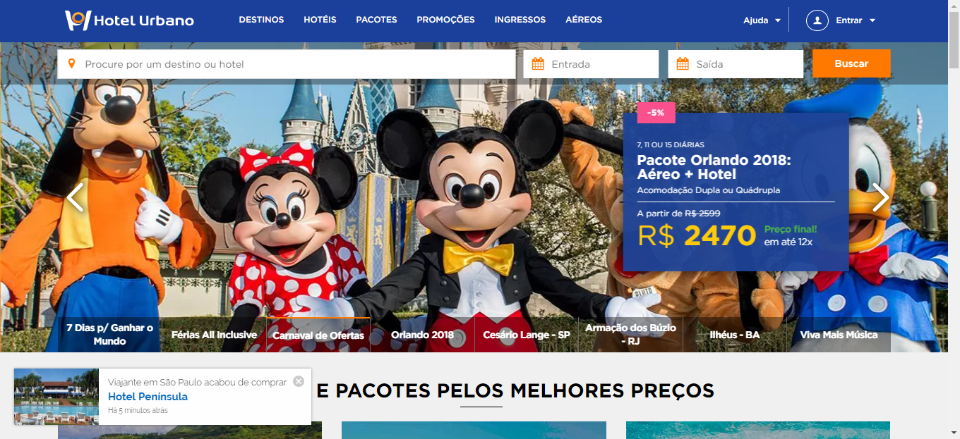 Hotel Urbano
DESTINOS HOTÉIS PACOTES PROMOÇÕES INGRESSOS AÉREOS
Ajuda Entrar
Procure por um destino ou hotel
Entrada
Saída
Buscar
-5%
7, 11 OU 15 DIÁRIAS
Pacote Orlando 2018:
Aéreo + Hotel
Acomodação Dupla ou Quádrupla
A partir de R$ 2599
R$ 2470
Preço final!
em até 12x
PLUTO
7 Dias p/ Ganhar o
Mundo
Férias All Inclusive
Carnaval de Ofertas
Orlando 2018
Cesário Lange - SP
Armação dos Búzio
- RJ
Ilhéus - BA
Viva Mais Música
Viajante em São Paulo acabou de comprar
Hotel Península
Há 5 minutos atrás
E PACOTES PELOS MELHORES PREÇOS